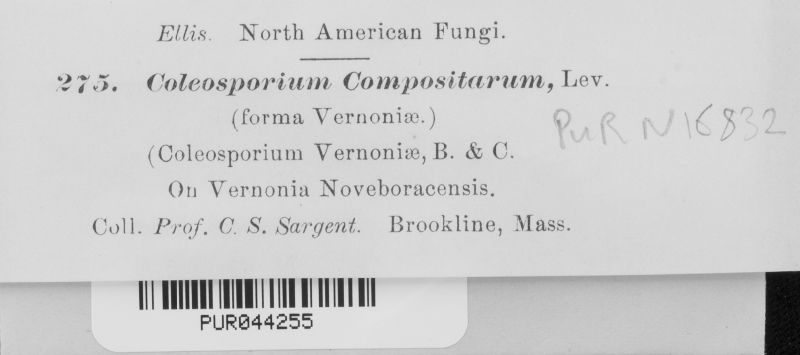 Ellis. North American Fungi.
275. Coleosporium Compositarum, Lev.
(forma Vernoniæ.)
PUR N16832
(Coleosporium Vernoniæ, B. & C.
On Vernonia Noveboracensis.
Coll. Prof. C. S. Sargent. Brookline, Mass.
PUR044255